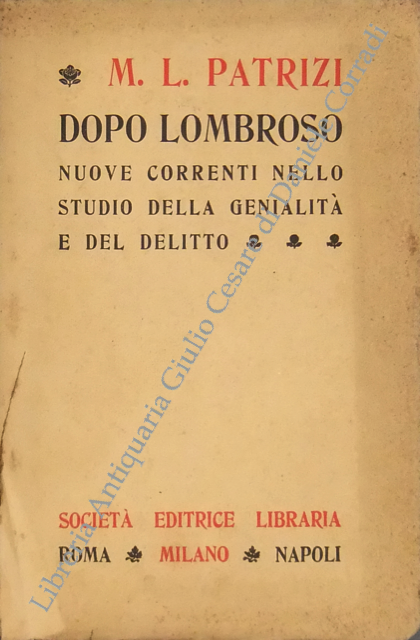 M. L. PATRIZI
DOPO LOMBROSO
NUOVE CORRENTI NELLO
STUDIO DELLA GENIALITÀ
E DEL DELITTO
SOCIETÀ EDITRICE LIBRARIA
ROMA MILANO NAPOLI
Libreria Antiquaria Giulio Cesare di Daniele Corradi